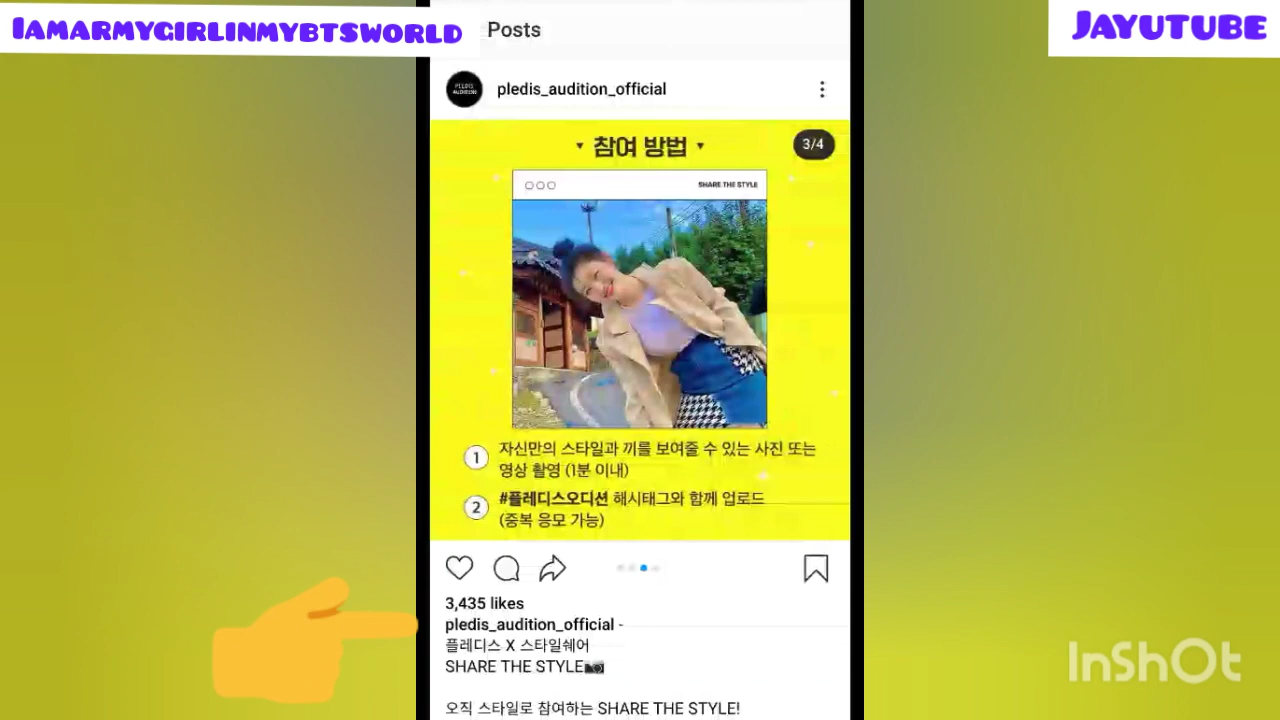 IAMARMYGIRLINMYBTSWORLD
JAYUTUBE
Posts
PLEDIS
AUDITION
pledis_audition_official
참여 방법
3/4
SHARE THE STYLE
1 자신만의 스타일과 끼를 보여줄 수 있는 사진 또는
영상 촬영 (1분 이내)
2 #플레디스오디션 해시태그와 함께 업로드
(중복 응모 가능)
3,435 likes
pledis_audition_official -
플레디스 X 스타일쉐어
SHARE THE STYLE📷
오직 스타일로 참여하는 SHARE THE STYLE!
InShOt